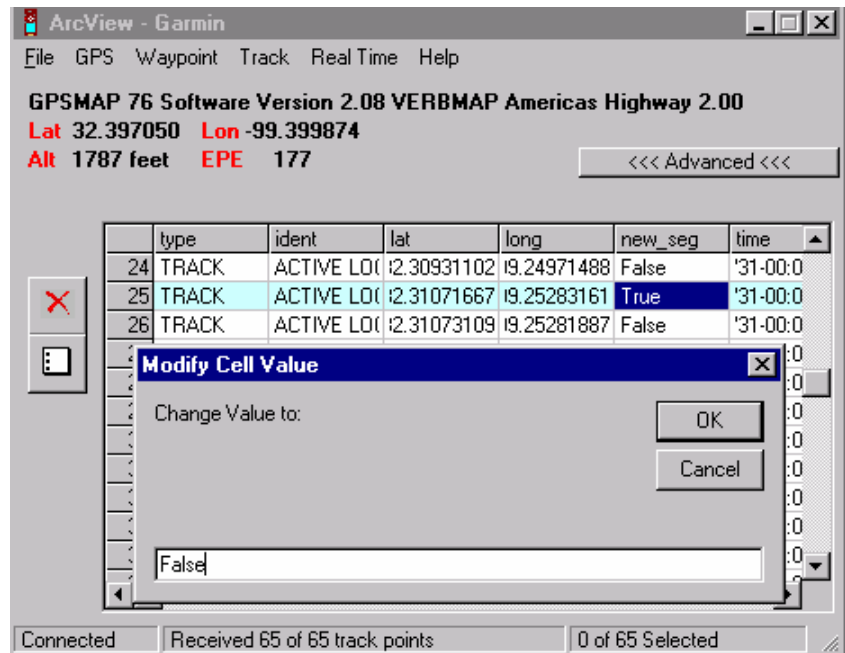 ArcView - Garmin
File GPS Waypoint Track Real Time Help
GPSMAP 76 Software Version 2.08 VERBMAP Americas Highway 2.00
Lat 32.397050 Lon -99.399874
Alt 1787 feet EPE 177
<<< Advanced <<<
type ident lat long new_seg time
24 TRACK ACTIVE LO( 2.30931102 9.24971488 False '31-00:0
25 TRACK ACTIVE LO( 2.31071667 9.25283161 True '31-00:0
26 TRACK ACTIVE LO( 2.31073109 9.25281887 False '31-00:0
Modify Cell Value
Change Value to:
OK
Cancel
False
Connected Received 65 of 65 track points 0 of 65 Selected